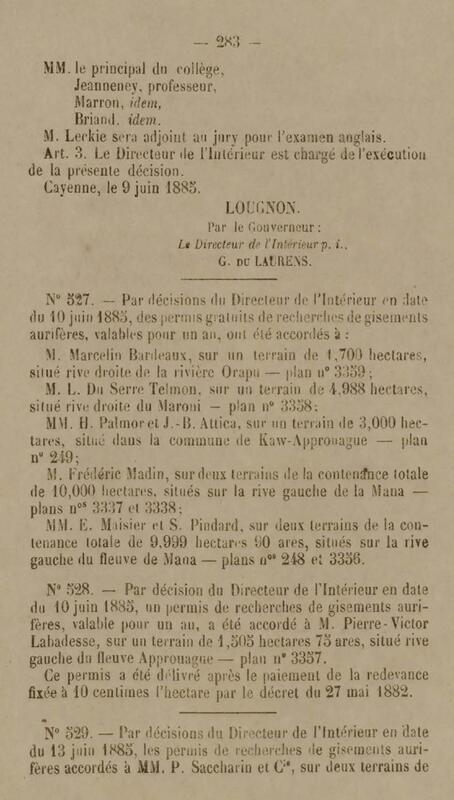 — 283 —
MM. le principal du collège,
Jeanneney, professeur,
Marron, idem,
Briand, idem.
M. Leckie sera adjoint au jury pour l'examen anglais.
Art. 3. Le Directeur de l'Intérieur est chargé de l'exécution
de la présente décision.
Cayenne, le 9 juin 1885.
LOUGNON.
Par le Gouverneur :
Le Directeur de l'Intérieur p. i.,
G. DU LAURENS.
N° 527. — Par décisions du Directeur de l'Intérieur en date
du 10 juin 1885, des permis gratuits de recherches de gisements
aurifères, valables pour un an, ont été accordés à :
M. Marcelin Bardeaux, sur un terrain de 1,700 hectares,
situé rive droite de la rivière Orapu — plan n° 3359 ;
M. L. Du Serre Telmon, sur un terrain de 4,988 hectares,
situé rive droite du Maroni — plan n° 3358 ;
MM. H. Palmor et J.-B. Attica, sur un terrain de 3,000 hec-
tares, situé dans la commune de Kaw-Approuague — plan
n° 249 ;
M. Frédéric Madin, sur deux terrains de la contenance totale
de 10,000 hectares, situés sur la rive gauche de la Mana —
plans nos 3337 et 3338 ;
MM. E. Maisier et S. Pindard, sur deux terrains de la con-
tenance totale de 9,999 hectares 90 ares, situés sur la rive
gauche du fleuve de Mana — plans nos 248 et 3356.
N° 528. — Par décision du Directeur de l'Intérieur en date
du 10 juin 1885, un permis de recherches de gisements auri-
fères, valable pour un an, a été accordé à M. Pierre-Victor
Labadesse, sur un terrain de 1,505 hectares 75 ares, situé rive
gauche du fleuve Approuague — plan n° 3357.
Ce permis a été délivré après le paiement de la redevance
fixée à 10 centimes l'hectare par le décret du 27 mai 1882.
N° 529. — Par décisions du Directeur de l'Intérieur en date
du 13 juin 1885, les permis de recherches de gisements auri-
fères accordés à MM. P. Saccharin et Cie, sur deux terrains de